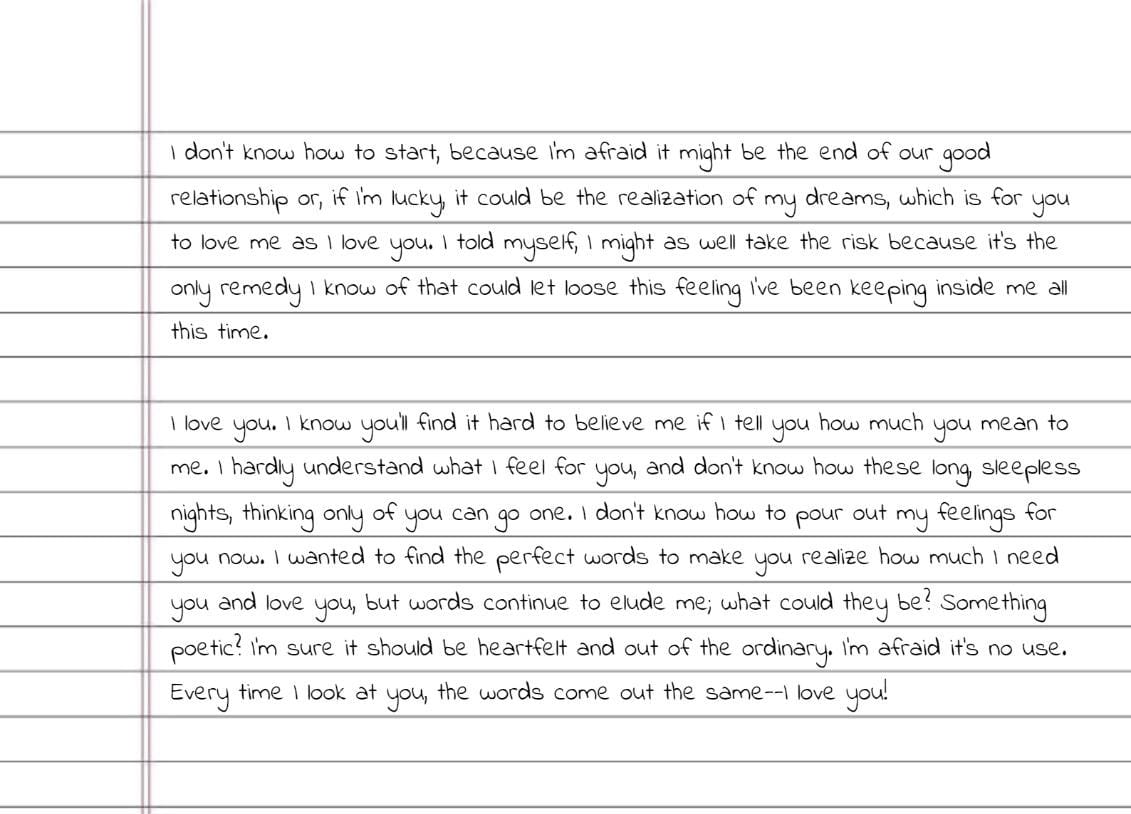 I don't know how to start, because I'm afraid it might be the end of our good
relationship or, if I'm lucky, it could be the realization of my dreams, which is for you
to love me as I love you. I told myself, I might as well take the risk because it's the
only remedy I know of that could let loose this feeling I've been keeping inside me all
this time.
I love you. I know you'll find it hard to believe me if I tell you how much you mean to
me. I hardly understand what I feel for you, and don't know how these long, sleepless
nights, thinking only of you can go one. I don't know how to pour out my feelings for
you now. I wanted to find the perfect words to make you realize how much I need
you and love you, but words continue to elude me; what could they be? Something
poetic? I'm sure it should be heartfelt and out of the ordinary. I'm afraid it's no use.
Every time I look at you, the words come out the same--I love you!